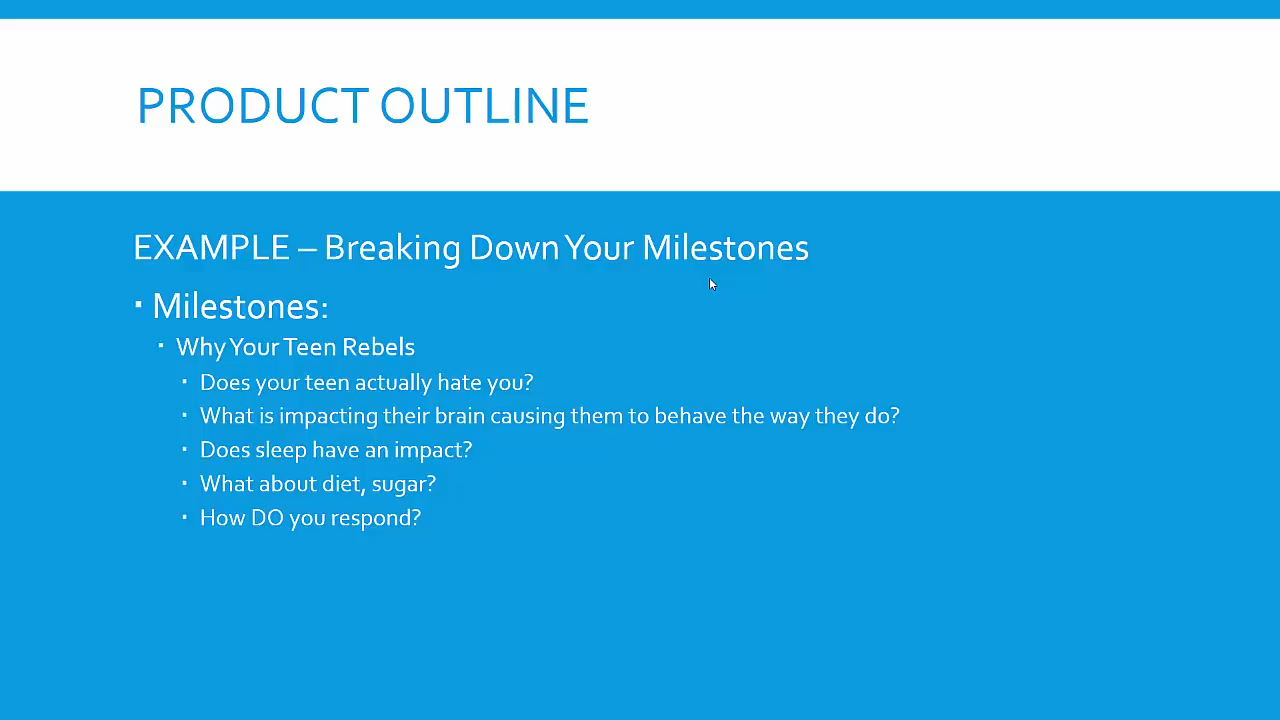 PRODUCT OUTLINE
EXAMPLE – Breaking Down Your Milestones
▪ Milestones:
▪ Why Your Teen Rebels
▪ Does your teen actually hate you?
▪ What is impacting their brain causing them to behave the way they do?
▪ Does sleep have an impact?
▪ What about diet, sugar?
▪ How DO you respond?